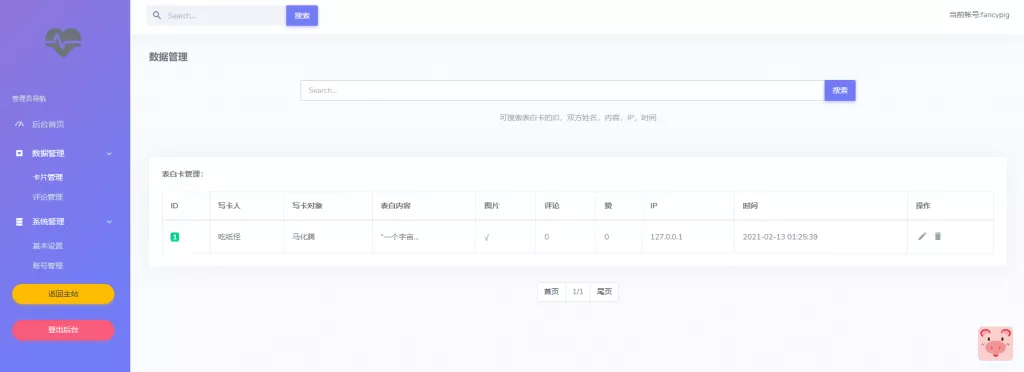 Search... 搜索
当前帐号:fancypig
管理员导航
后台首页
数据管理
卡片管理
评论管理
系统管理
基本设置
账号管理
返回主站
登出后台
数据管理
Search... 搜索
可搜索表白卡的ID、双方姓名、内容、IP、时间
表白卡管理：
ID 写卡人 写卡对象 表白内容 图片 评论 赞 IP 时间 操作
1 吃纸怪 马化腾 "一个宇宙... √ 0 0 127.0.0.1 2021-02-13 01:25:39
首页 1/1 尾页